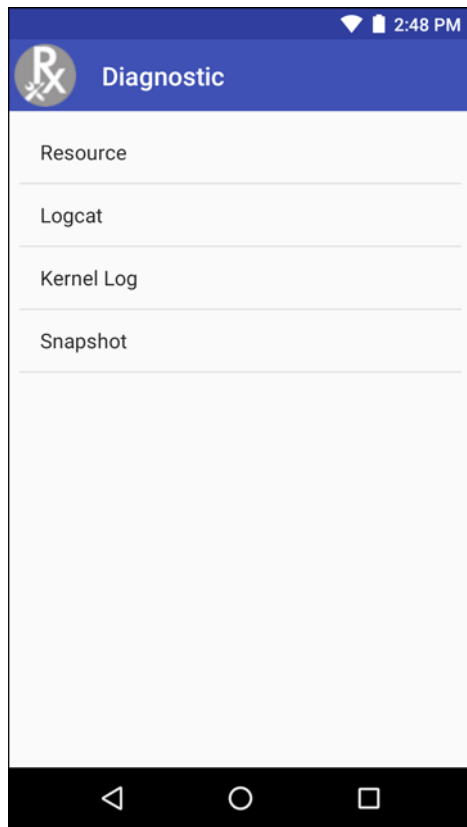 2:48 PM
Rx
Diagnostic
Resource
Logcat
Kernel Log
Snapshot